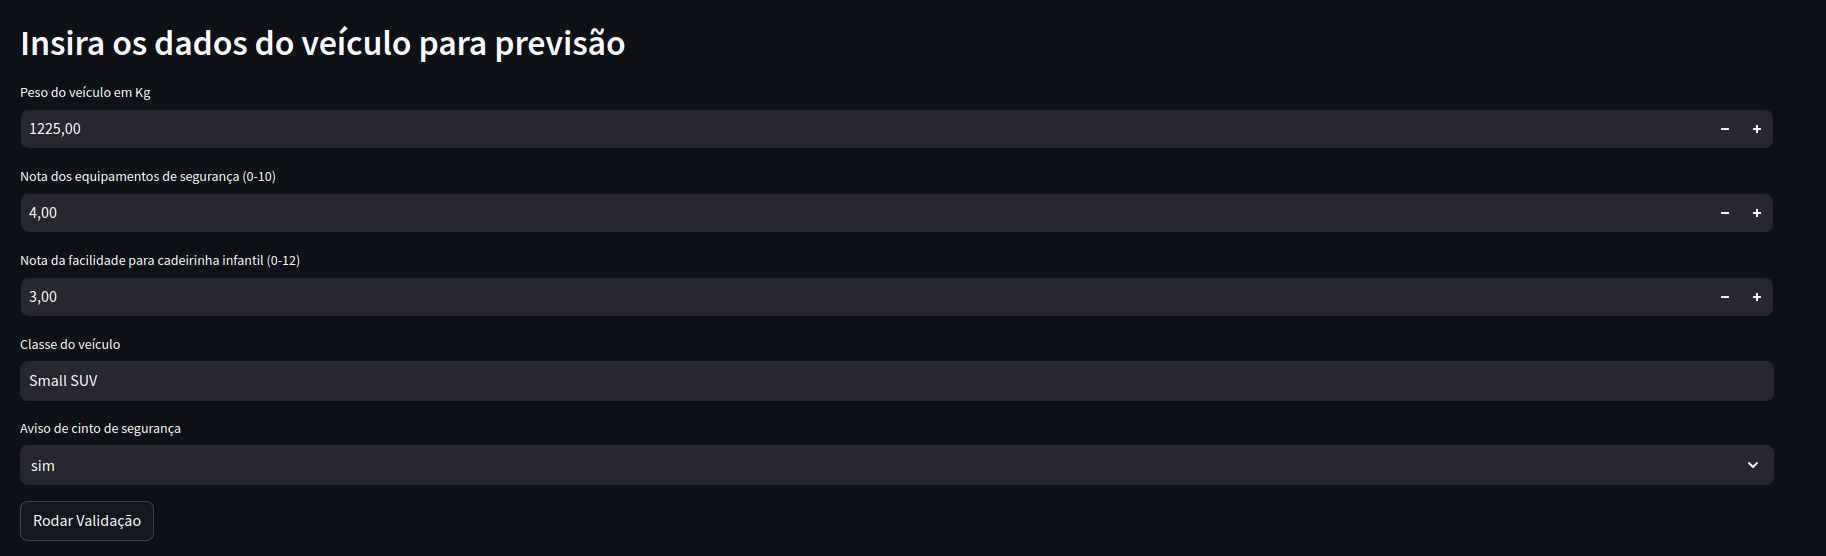 Insira os dados do veículo para previsão
Peso do veículo em Kg
1225,00
Nota dos equipamentos de segurança (0-10)
4,00
Nota da facilidade para cadeirinha infantil (0-12)
3,00
Classe do veículo
Small SUV
Aviso de cinto de segurança
sim
Rodar Validação